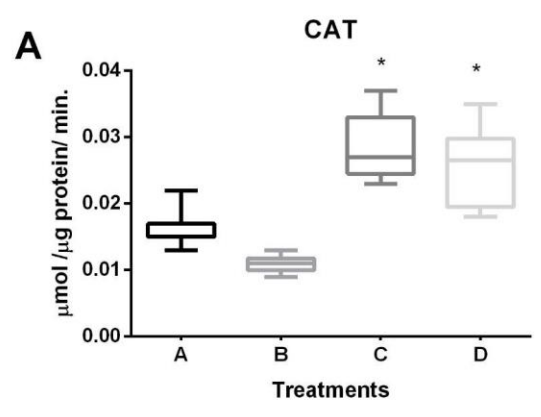 CAT
A
* *
0.04
0.03
0.02
0.01
0.00
μmol /μg protein/ min.
A B C D
Treatments